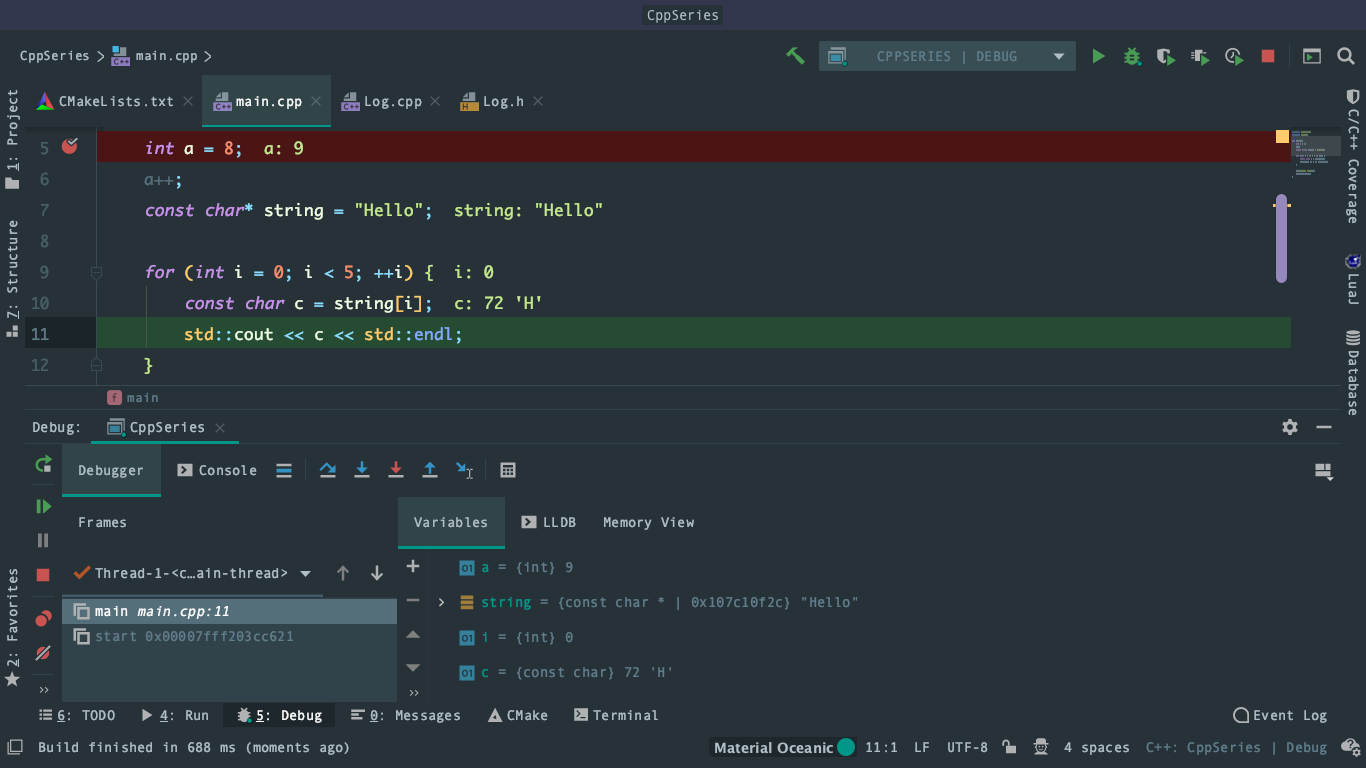 CppSeries
CppSeries main.cpp
CPPSERIES | DEBUG
CMakeLists.txt main.cpp Log.cpp Log.h
1: Project
7: Structure
2: Favorites
5 int a = 8; a: 9
6 a++;
7 const char* string = "Hello"; string: "Hello"
8
9 for (int i = 0; i < 5; ++i) { i: 0
10 const char c = string[i]; c: 72 'H'
11 std::cout << c << std::endl;
12 }
f main
C/C++ Coverage
LuaJ
Database
Debug: CppSeries
Debugger Console
Frames
Variables LLDB Memory View
Thread-1-<c…ain-thread>
main main.cpp:11
start 0x00007fff203cc621
a = {int} 9
string = {const char * | 0x107c10f2c} "Hello"
i = {int} 0
c = {const char} 72 'H'
6: TODO 4: Run 5: Debug 0: Messages CMake Terminal Event Log
Build finished in 688 ms (moments ago) Material Oceanic 11:1 LF UTF-8 4 spaces C++: CppSeries | Debug